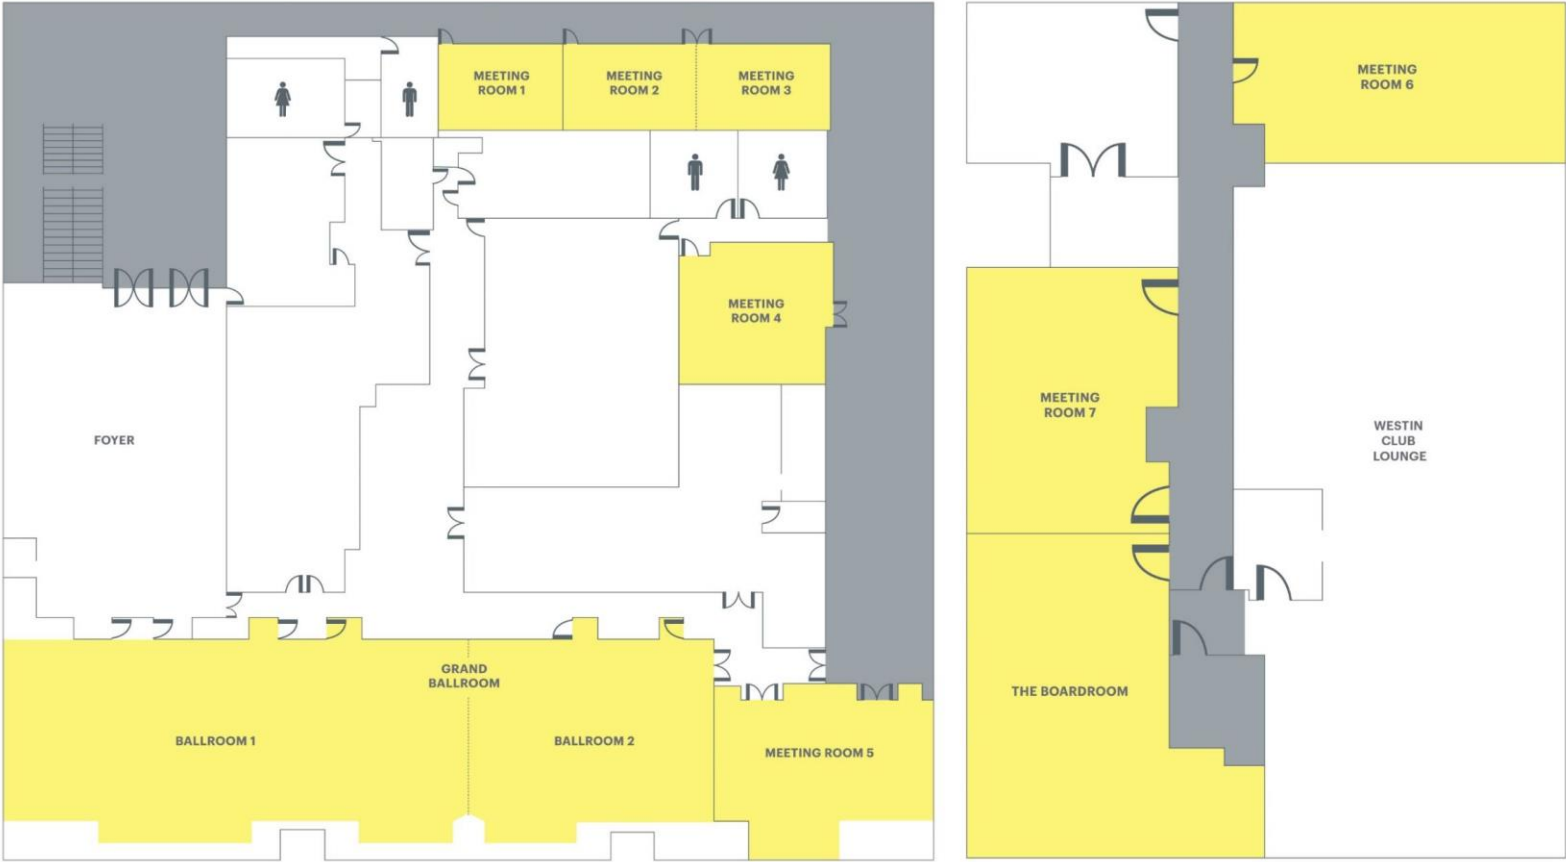 MEETING
ROOM 1
MEETING
ROOM 2
MEETING
ROOM 3
MEETING
ROOM 4
FOYER
GRAND
BALLROOM
BALLROOM 1
BALLROOM 2
MEETING ROOM 5
MEETING
ROOM 6
MEETING
ROOM 7
WESTIN
CLUB
LOUNGE
THE BOARDROOM